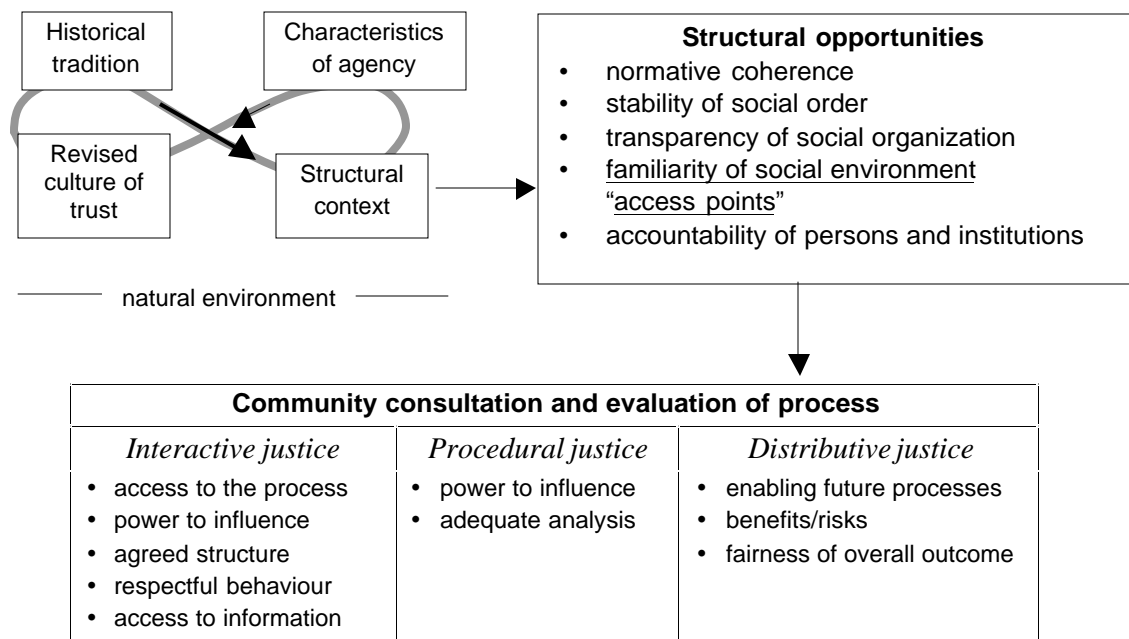 Historical
tradition
Characteristics
of agency
Revised
culture of
trust
Structural
context
natural environment
Structural opportunities
• normative coherence
• stability of social order
• transparency of social organization
• familiarity of social environment
“access points”
• accountability of persons and institutions
Community consultation and evaluation of process
Interactive justice
• access to the process
• power to influence
• agreed structure
• respectful behaviour
• access to information
Procedural justice
• power to influence
• adequate analysis
Distributive justice
• enabling future processes
• benefits/risks
• fairness of overall outcome